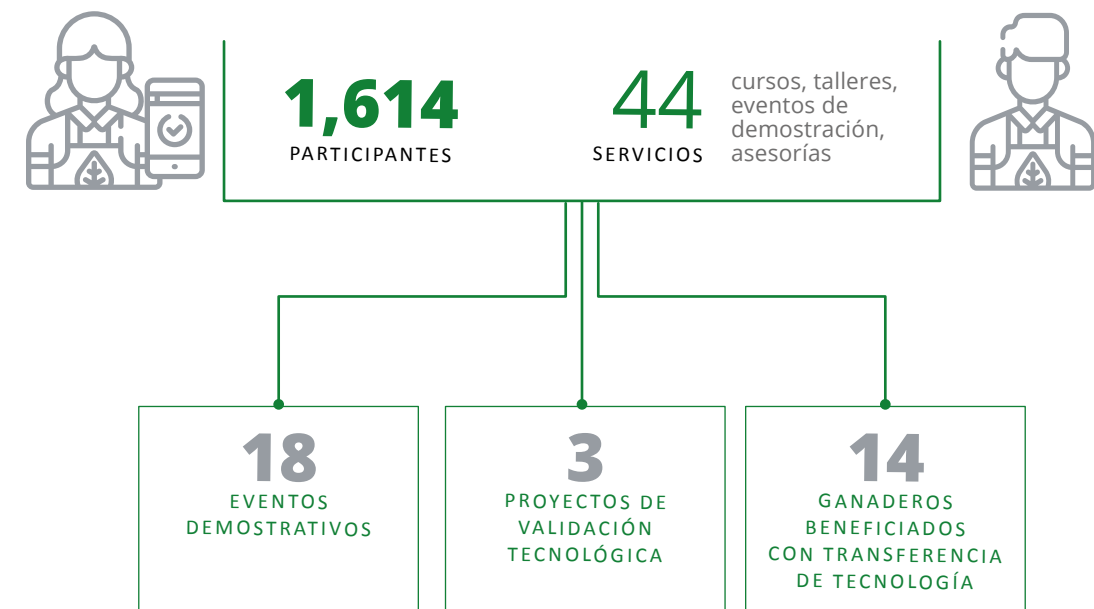 1,614
PARTICIPANTES
44
SERVICIOS
cursos, talleres,
eventos de
demostración,
asesorías
18
EVENTOS
DEMOSTRATIVOS
3
PROYECTOS DE
VALIDACIÓN
TECNOLÓGICA
14
GANADEROS
BENEFICIADOS
CON TRANSFERENCIA
DE TECNOLOGÍA